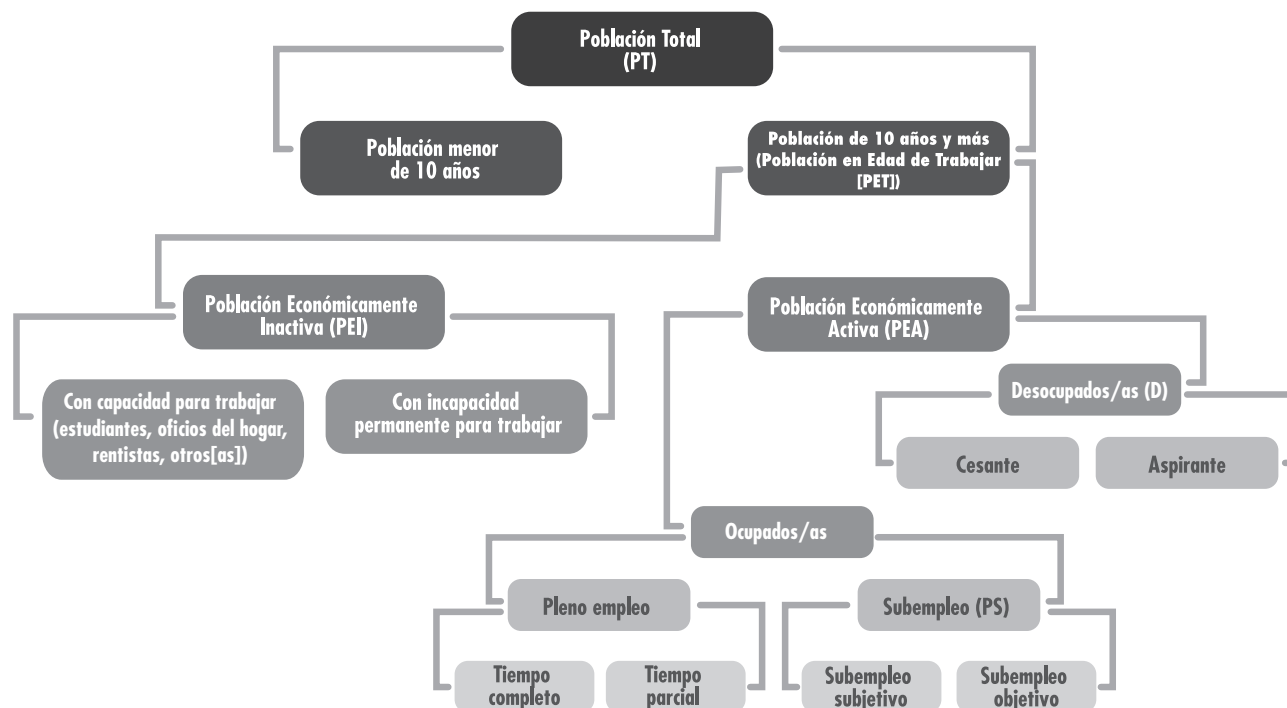 Población Total
(PT)
Población menor
de 10 años
Población de 10 años y más
(Población en Edad de Trabajar
[PET])
Población Económicamente
Inactiva (PEI)
Población Económicamente
Activa (PEA)
Con capacidad para trabajar
(estudiantes, oficios del hogar,
rentistas, otros[as])
Con incapacidad
permanente para trabajar
Desocupados/as (D)
Cesante
Aspirante
Ocupados/as
Pleno empleo
Subempleo (PS)
Tiempo
completo
Tiempo
parcial
Subempleo
subjetivo
Subempleo
objetivo